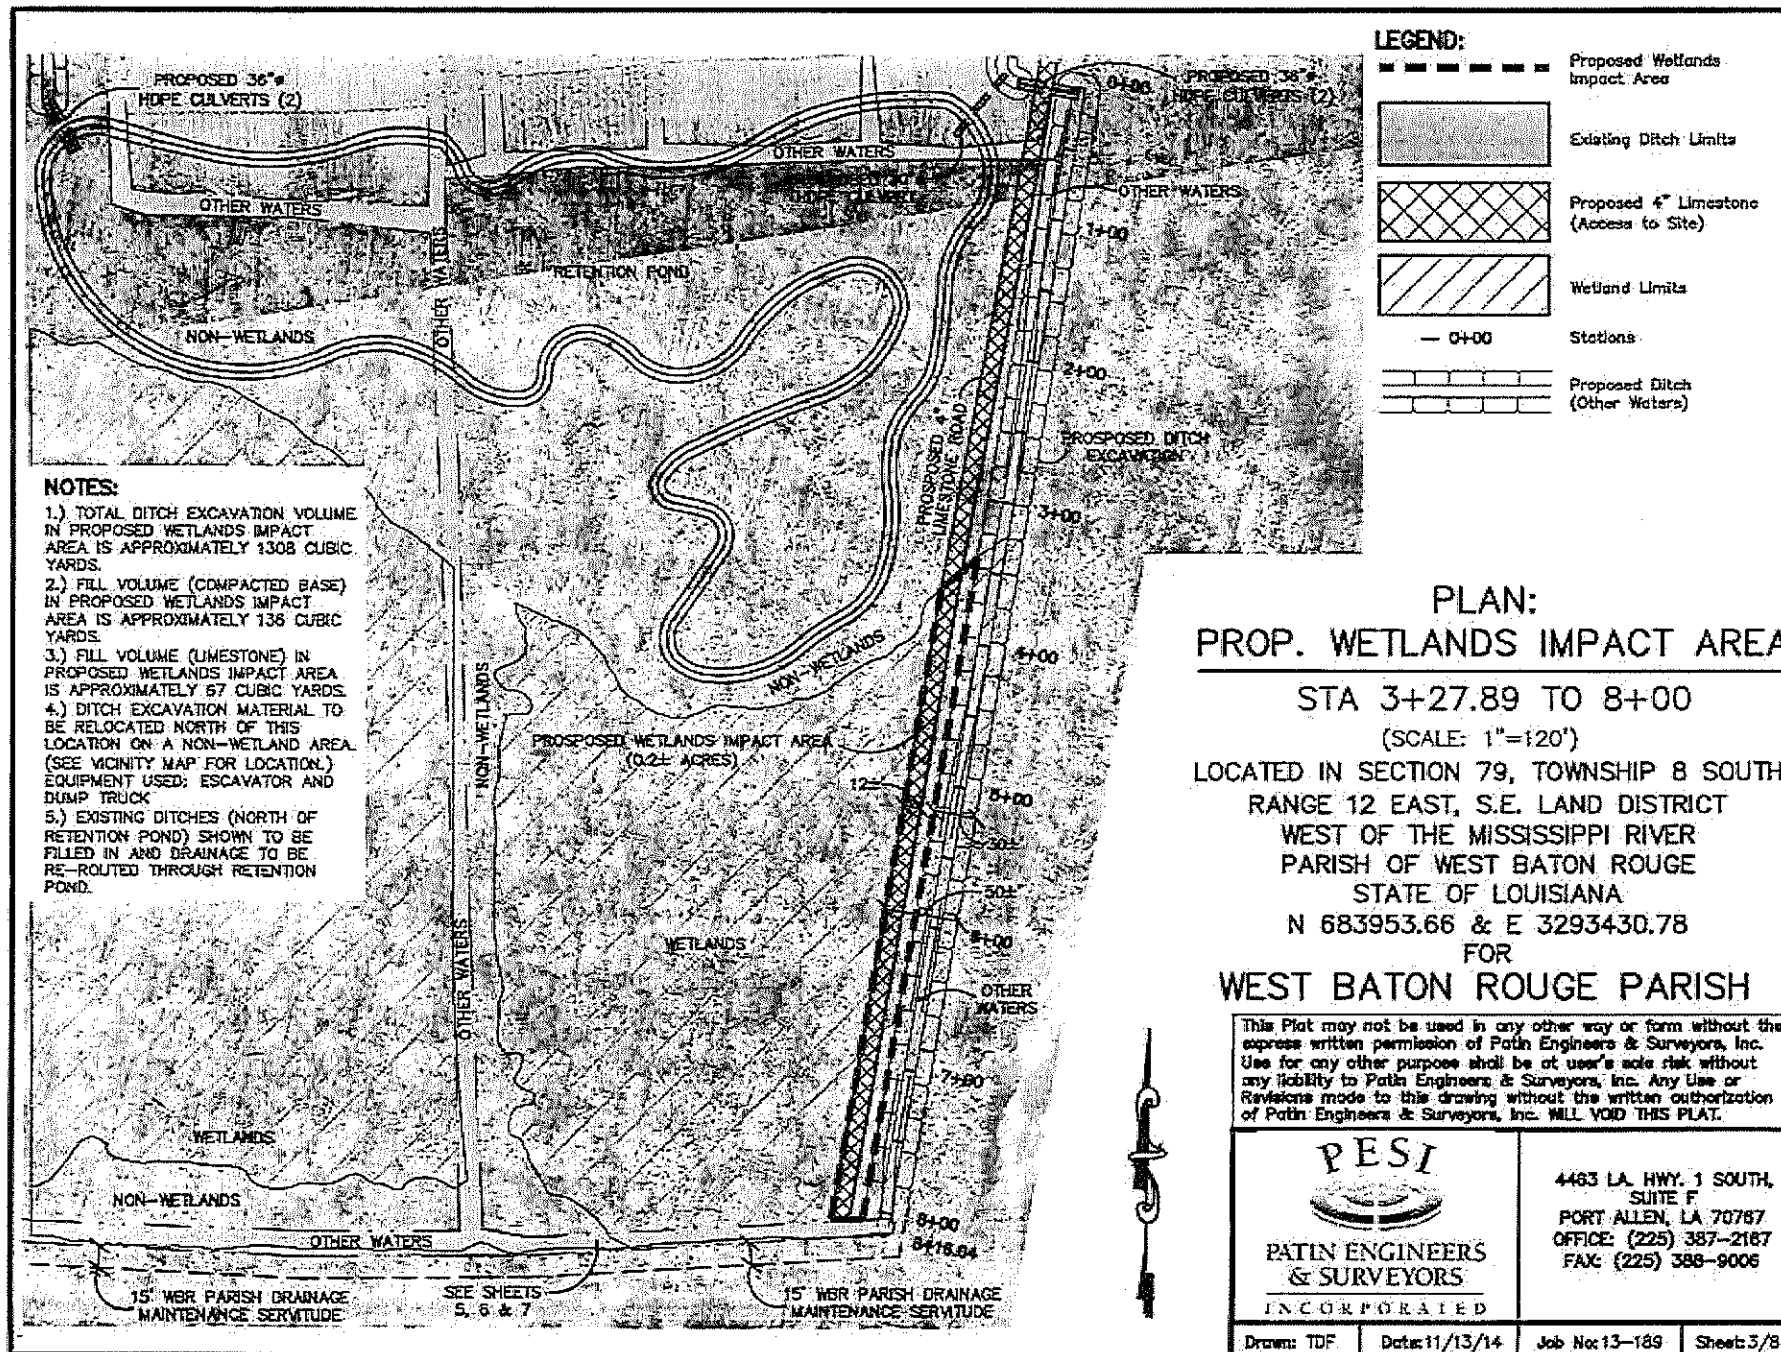 LEGEND:
Proposed Wetlands
Impact Area
Existing Ditch Limits
Proposed 4" Limestone
(Access to Site)
Wetland Limits
— 0+00
Stations
Proposed Ditch
(Other Waters)
PROPOSED 36"ø
HDPE CULVERTS (2)
PROPOSED 36"ø
HDPE CULVERTS (2)
0+00
OTHER WATERS
OTHER WATERS
OTHER WATERS
HDPE CULVERT
1+00
OTHER WATERS
RETENTION POND
NON-WETLANDS
2+00
PROSPOSED 4"
LIMESTONE ROAD
PROSPOSED DITCH
EXCAVATION
3+00
NOTES:
1.) TOTAL DITCH EXCAVATION VOLUME
IN PROPOSED WETLANDS IMPACT
AREA IS APPROXIMATELY 1308 CUBIC
YARDS.
2.) FILL VOLUME (COMPACTED BASE)
IN PROPOSED WETLANDS IMPACT
AREA IS APPROXIMATELY 136 CUBIC
YARDS.
3.) FILL VOLUME (LIMESTONE) IN
PROPOSED WETLANDS IMPACT AREA
IS APPROXIMATELY 67 CUBIC YARDS.
4.) DITCH EXCAVATION MATERIAL TO
BE RELOCATED NORTH OF THIS
LOCATION ON A NON-WETLAND AREA.
(SEE VICINITY MAP FOR LOCATION.)
EQUIPMENT USED: ESCAVATOR AND
DUMP TRUCK
5.) EXISTING DITCHES (NORTH OF
RETENTION POND) SHOWN TO BE
FILLED IN AND DRAINAGE TO BE
RE-ROUTED THROUGH RETENTION
POND.
NON-WETLANDS
NON-WETLANDS
4+00
PROSPOSED WETLANDS IMPACT AREA
(0.2± ACRES)
12±
5+00
30±
50±
6+00
WETLANDS
OTHER WATERS
OTHER
WATERS
7+00
WETLANDS
NON-WETLANDS
8+00
8+16.64
OTHER WATERS
15' WBR PARISH DRAINAGE
MAINTENANCE SERVITUDE
SEE SHEETS
5, 6 & 7
15' WBR PARISH DRAINAGE
MAINTENANCE SERVITUDE
PLAN:
PROP. WETLANDS IMPACT AREA
STA 3+27.89 TO 8+00
(SCALE: 1"=120')
LOCATED IN SECTION 79, TOWNSHIP 8 SOUTH
RANGE 12 EAST, S.E. LAND DISTRICT
WEST OF THE MISSISSIPPI RIVER
PARISH OF WEST BATON ROUGE
STATE OF LOUISIANA
N 683953.66 & E 3293430.78
FOR
WEST BATON ROUGE PARISH
This Plat may not be used in any other way or form without the
express written permission of Patin Engineers & Surveyors, Inc.
Use for any other purpose shall be at user's sole risk without
any liability to Patin Engineers & Surveyors, Inc. Any Use or
Revisions made to this drawing without the written authorization
of Patin Engineers & Surveyors, Inc. WILL VOID THIS PLAT.
PESI
PATIN ENGINEERS
& SURVEYORS
INCORPORATED
4463 LA. HWY. 1 SOUTH,
SUITE F
PORT ALLEN, LA 70767
OFFICE: (225) 387-2167
FAX: (225) 388-9006
Drawn: TDF
Date: 11/13/14
Job No: 13-189
Sheet: 3/8